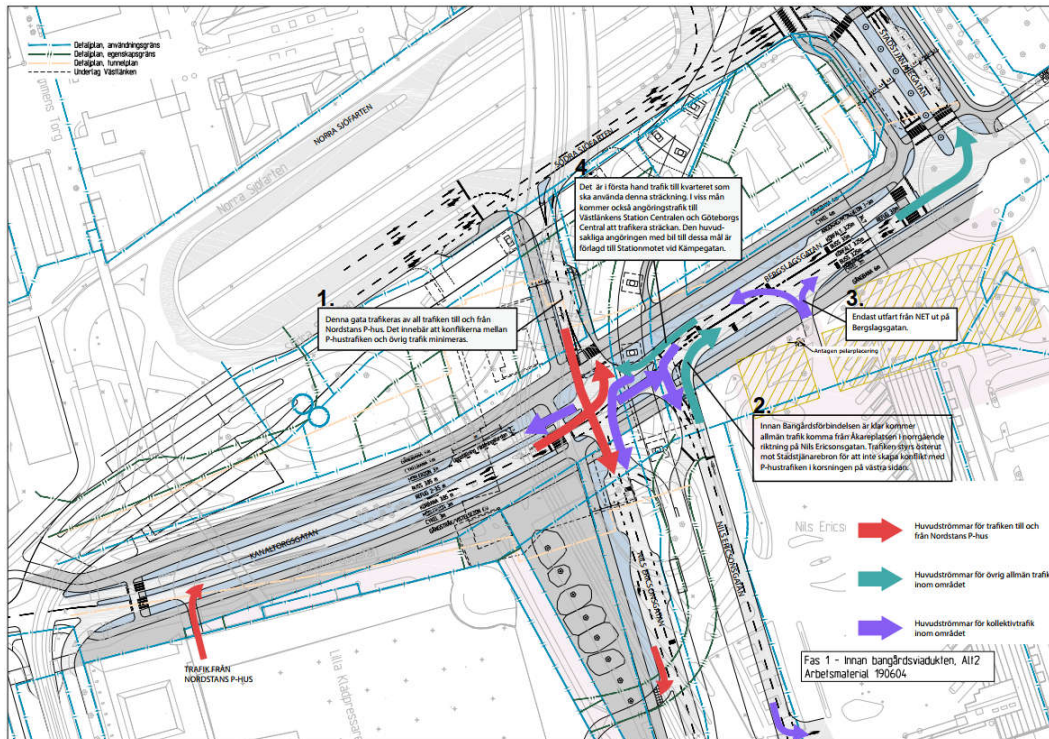 Detaljplan, användningsgräns
Detaljplan, egenskapsgräns
Detaljplan, tunnelplan
Underlag Västlänken
NORRA SJÖFARTEN
Norra Sjöfarten
SÖDRA SJÖFARTEN
STADSTJÄNAREGATAN
4.
Det är i första hand trafik till kvarteret som
ska använda denna sträckning. I viss mån
kommer också angöringstrafik till
Västlänkens Station Centralen och Göteborgs
Central att trafikera sträckan. Den huvud-
sakliga angöringen med bil till dessa mål är
förlagd till Stationmotet vid Kämpegatan.
BERGSLAGSGATAN
1.
Denna gata trafikeras av all trafiken till och från
Nordstans P-hus. Det innebär att konflikerna mellan
P-hustrafiken och övrig trafik minimeras.
3.
Endast utfart från NET ut på
Bergslagsgatan.
Antagen pelarplacering
2.
Innan Bangårdsförbindelsen är klar kommer
allmän trafik komma från Åkareplatsen i norrgående
riktning på Nils Ericsonsgatan. Trafiken styrs österut
mot Stadstjänarebron för att inte skapa konflikt med
P-hustrafiken i korsningen på västra sidan.
KANALTORGSGATAN
NILS ERICSONSGATAN
NILS ERICSONSGATAN
Nils Erics
Huvudströmmar för trafiken till och
från Nordstans P-hus
Huvudströmmar för övrig allmän trafik
inom området
Huvudströmmar för kollektivtrafik
inom området
TRAFIK FRÅN
NORDSTANS P-HUS
Lilla Klädpressare
Fas 1 - Innan bangårdsviadukten, Alt2
Arbetsmaterial 190604